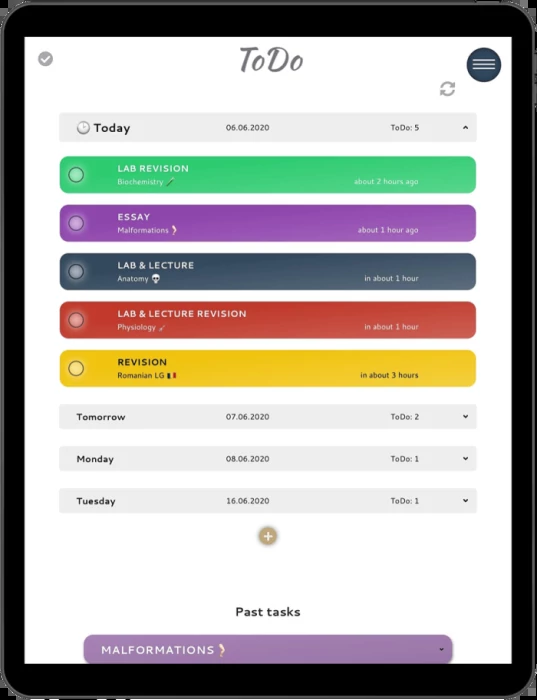 ToDo
Today 06.06.2020 ToDo: 5
LAB REVISION
Biochemistry about 2 hours ago
ESSAY
Malformations about 1 hour ago
LAB & LECTURE
Anatomy in about 1 hour
LAB & LECTURE REVISION
Physiology in about 1 hour
REVISION
Romanian LG in about 3 hours
Tomorrow 07.06.2020 ToDo: 2
Monday 08.06.2020 ToDo: 1
Tuesday 16.06.2020 ToDo: 1
Past tasks
MALFORMATIONS